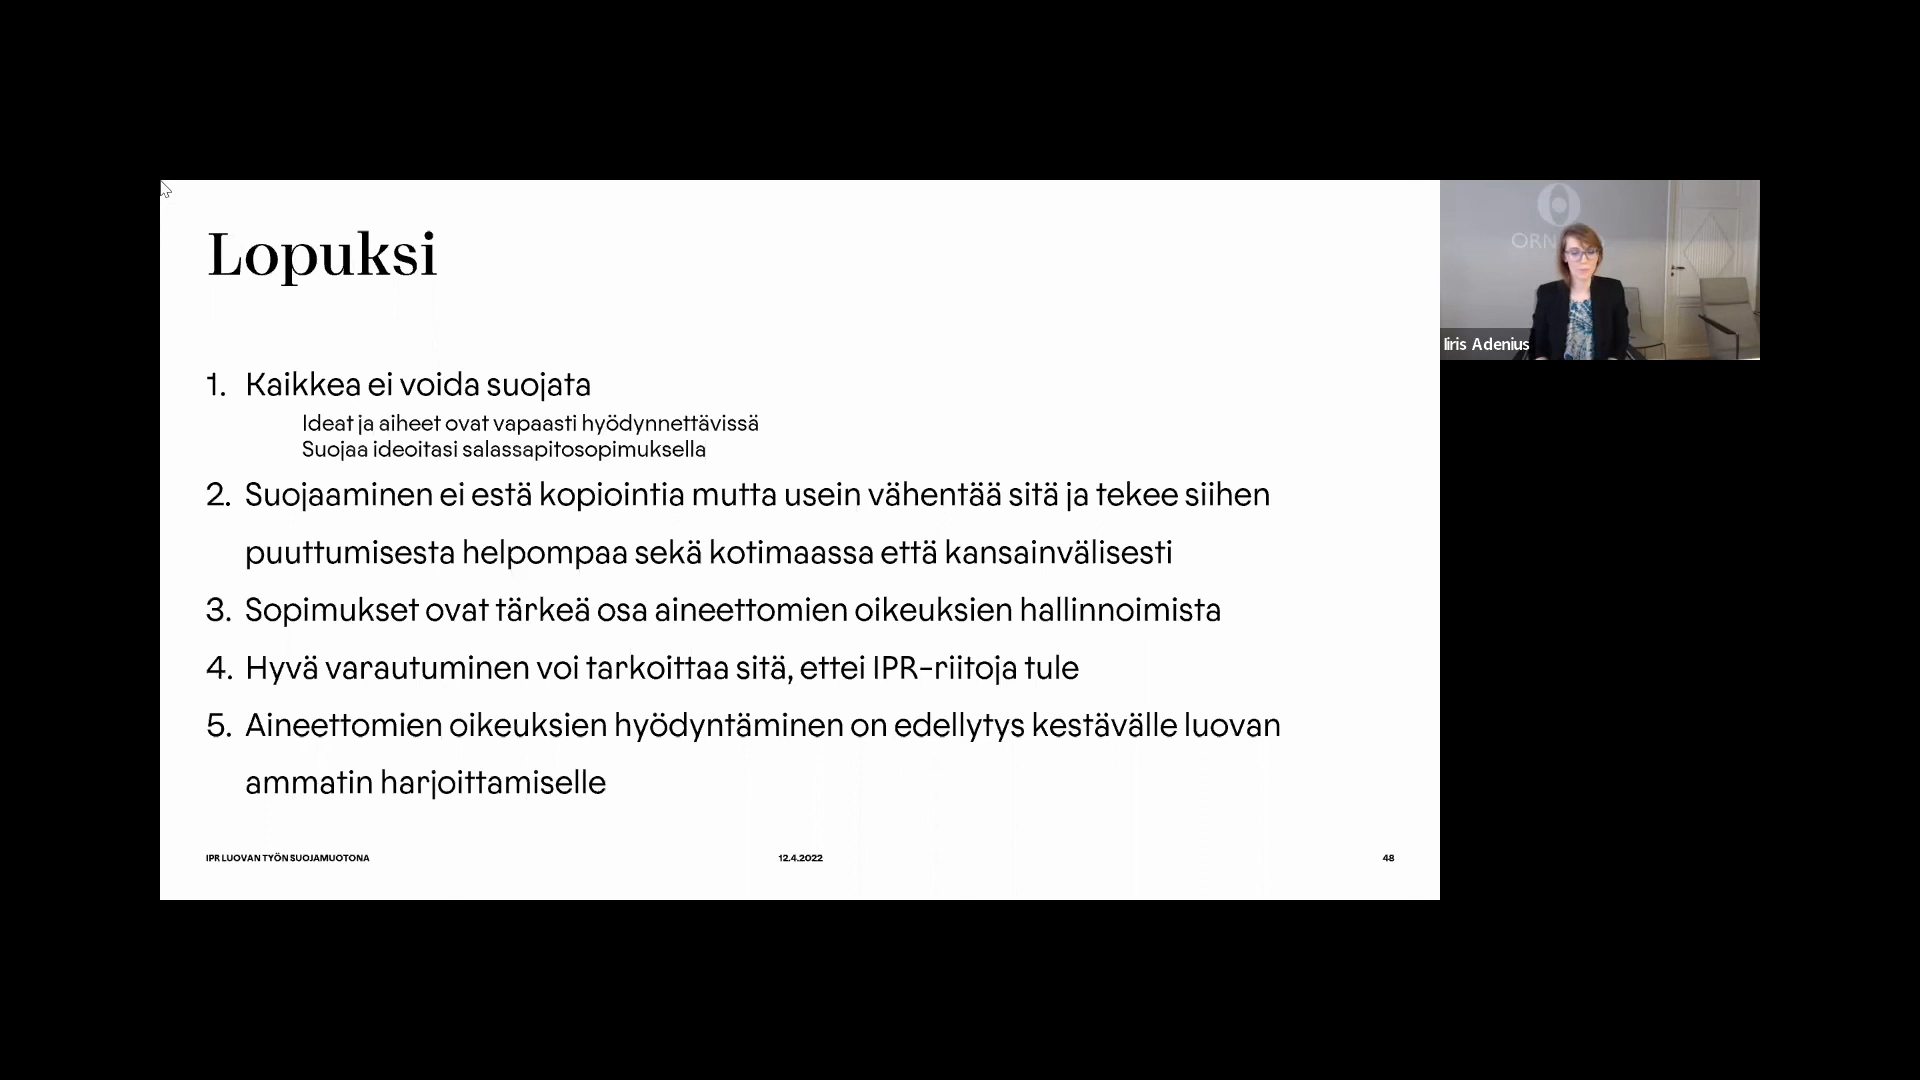 Lopuksi
1. Kaikkea ei voida suojata
Ideat ja aiheet ovat vapaasti hyödynnettävissä
Suojaa ideoitasi salassapitosopimuksella
2. Suojaaminen ei estä kopiointia mutta usein vähentää sitä ja tekee siihen
puuttumisesta helpompaa sekä kotimaassa että kansainvälisesti
3. Sopimukset ovat tärkeä osa aineettomien oikeuksien hallinnoimista
4. Hyvä varautuminen voi tarkoittaa sitä, ettei IPR-riitoja tule
5. Aineettomien oikeuksien hyödyntäminen on edellytys kestävälle luovan
ammatin harjoittamiselle
IPR LUOVAN TYÖN SUOJAMUOTONA
12.4.2022
48
Iiris Adenius